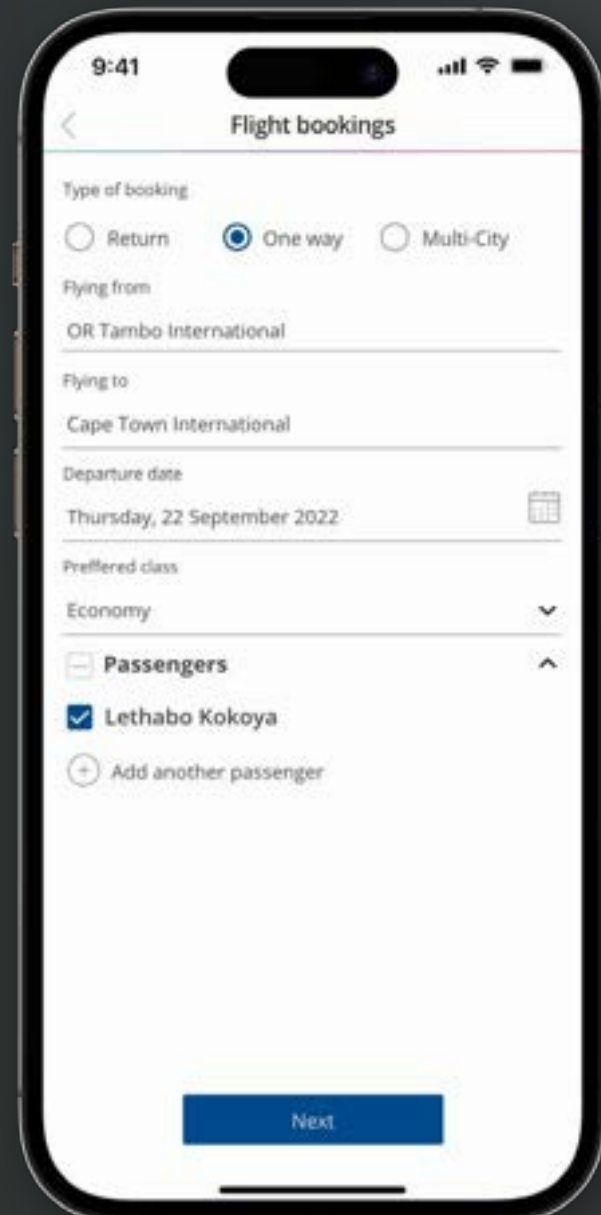 9:41
Flight bookings
Type of booking
Return One way Multi-City
Flying from
OR Tambo International
Flying to
Cape Town International
Departure date
Thursday, 22 September 2022
Preffered class
Economy
Passengers
Lethabo Kokoya
Add another passenger
Next